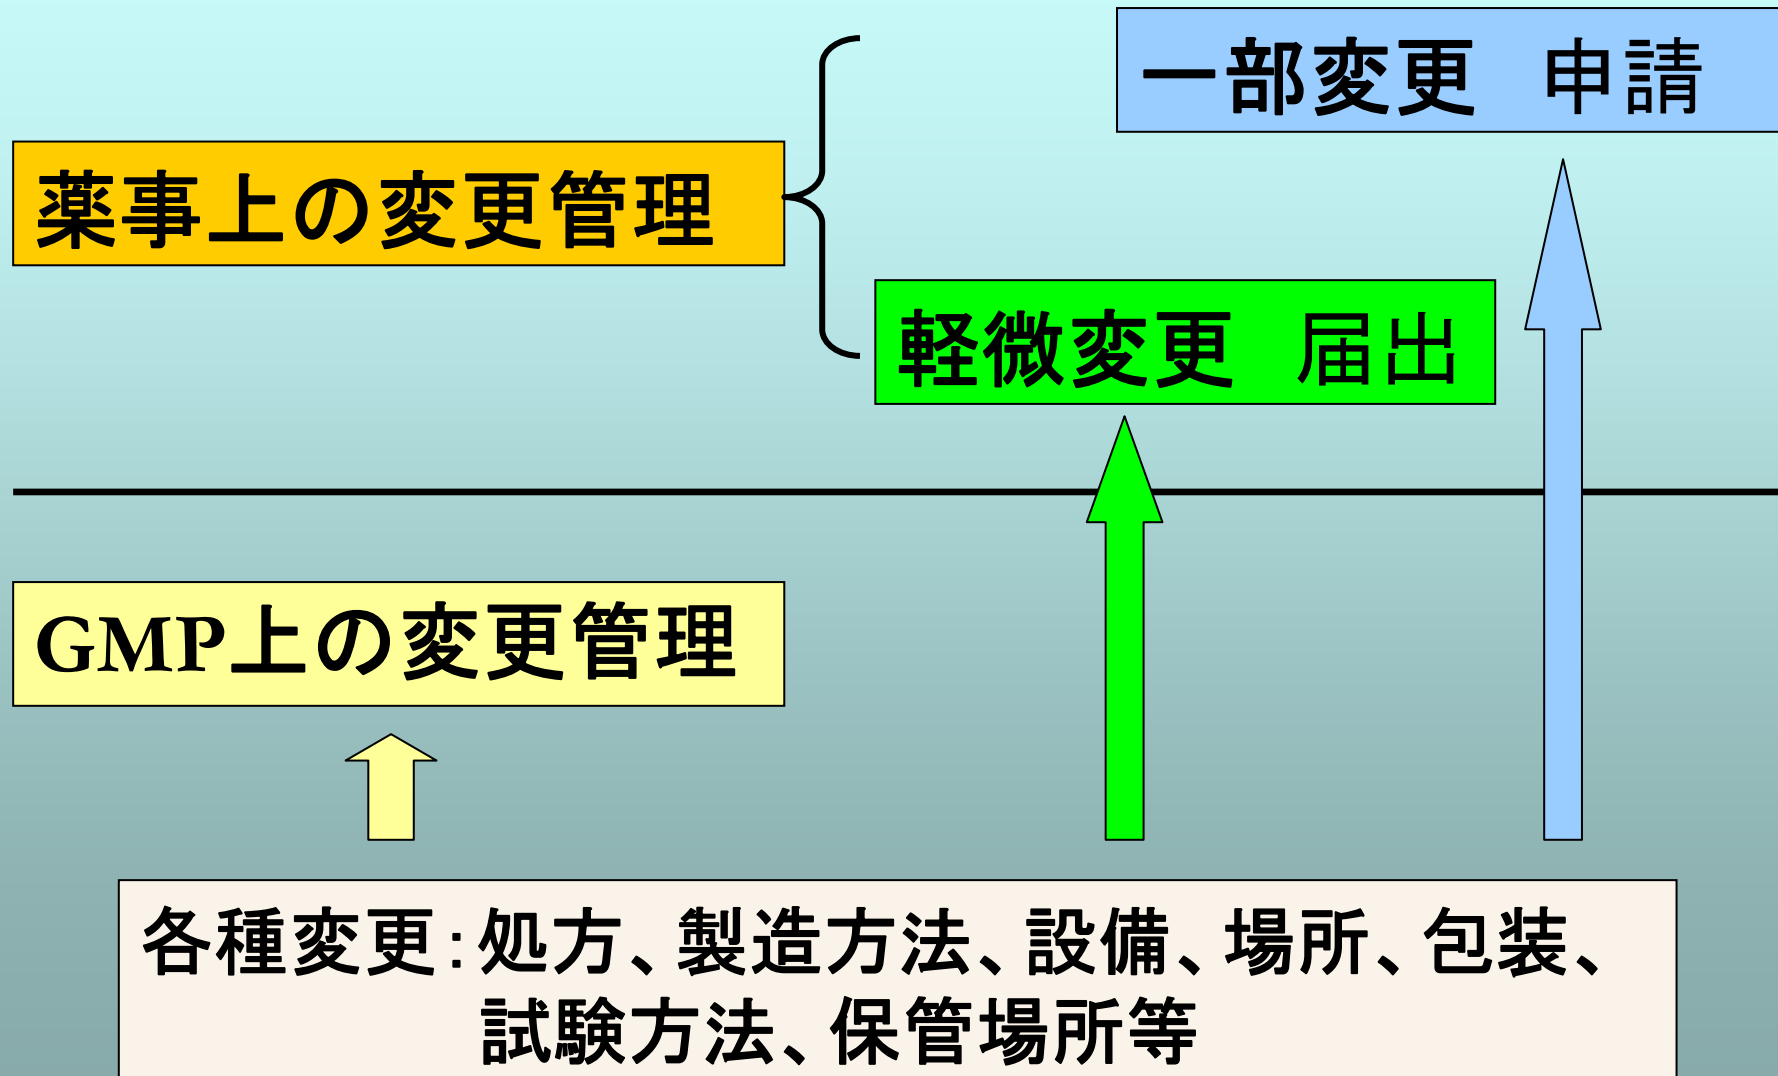 一部変更　申請
薬事上の変更管理
軽微変更　届出
GMP上の変更管理
各種変更：処方、製造方法、設備、場所、包装、
試験方法、保管場所等